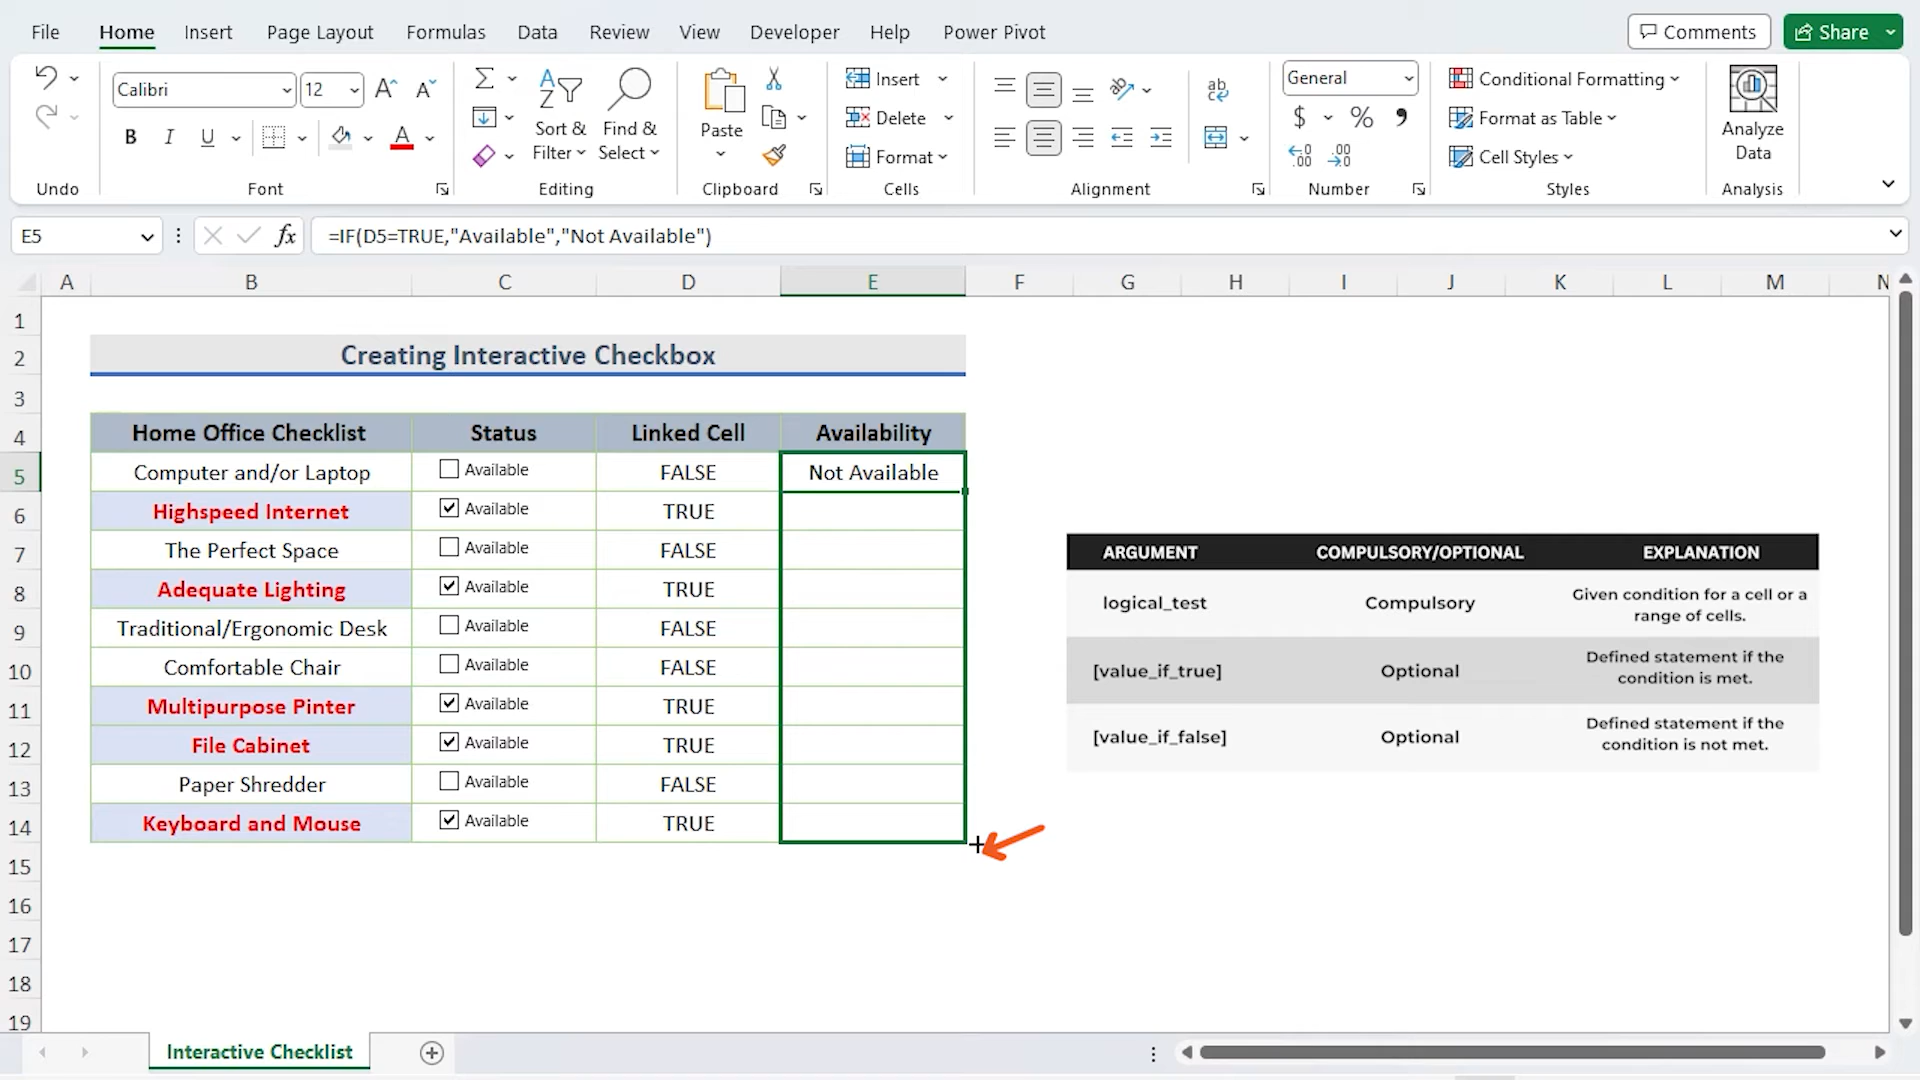 File Home Insert Page Layout Formulas Data Review View Developer Help Power Pivot Comments Share
Calibri 12 A A
B I U A
Undo
Font
Sort & Filter
Find & Select
Editing
Paste
Clipboard
Insert
Delete
Format
Cells
ab
Alignment
General
$ % ,
Number
Conditional Formatting
Format as Table
Cell Styles
Styles
Analyze Data
Analysis
E5 fx =IF(D5=TRUE,"Available","Not Available")
A B C D E F G H I J K L M N
1
2 Creating Interactive Checkbox
3
4 Home Office Checklist Status Linked Cell Availability
5 Computer and/or Laptop Available FALSE Not Available
6 Highspeed Internet Available TRUE
7 The Perfect Space Available FALSE
8 Adequate Lighting Available TRUE
9 Traditional/Ergonomic Desk Available FALSE
10 Comfortable Chair Available FALSE
11 Multipurpose Pinter Available TRUE
12 File Cabinet Available TRUE
13 Paper Shredder Available FALSE
14 Keyboard and Mouse Available TRUE
15
16
17
18
19
ARGUMENT COMPULSORY/OPTIONAL EXPLANATION
logical_test Compulsory Given condition for a cell or a
range of cells.
[value_if_true] Optional Defined statement if the
condition is met.
[value_if_false] Optional Defined statement if the
condition is not met.
Interactive Checklist